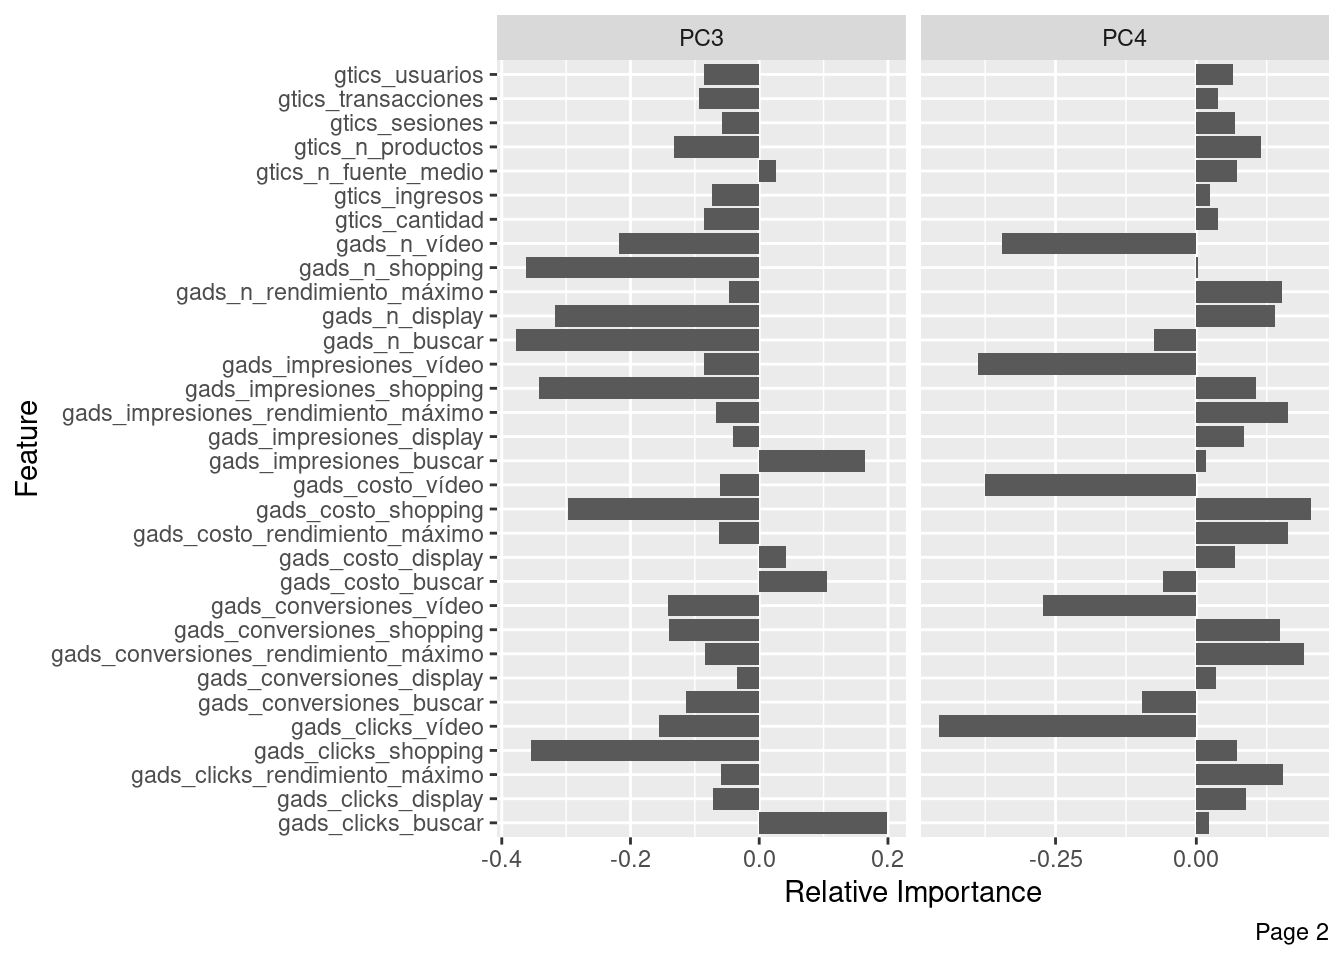 PC3
PC4
gtics_usuarios
gtics_transacciones
gtics_sesiones
gtics_n_productos
gtics_n_fuente_medio
gtics_ingresos
gtics_cantidad
gads_n_vídeo
gads_n_shopping
gads_n_rendimiento_máximo
gads_n_display
gads_n_buscar
gads_impresiones_vídeo
gads_impresiones_shopping
gads_impresiones_rendimiento_máximo
gads_impresiones_display
gads_impresiones_buscar
gads_costo_vídeo
gads_costo_shopping
gads_costo_rendimiento_máximo
gads_costo_display
gads_costo_buscar
gads_conversiones_vídeo
gads_conversiones_shopping
gads_conversiones_rendimiento_máximo
gads_conversiones_display
gads_conversiones_buscar
gads_clicks_vídeo
gads_clicks_shopping
gads_clicks_rendimiento_máximo
gads_clicks_display
gads_clicks_buscar
Feature
-0.4 -0.2 0.0 0.2
-0.25 0.00
Relative Importance
Page 2